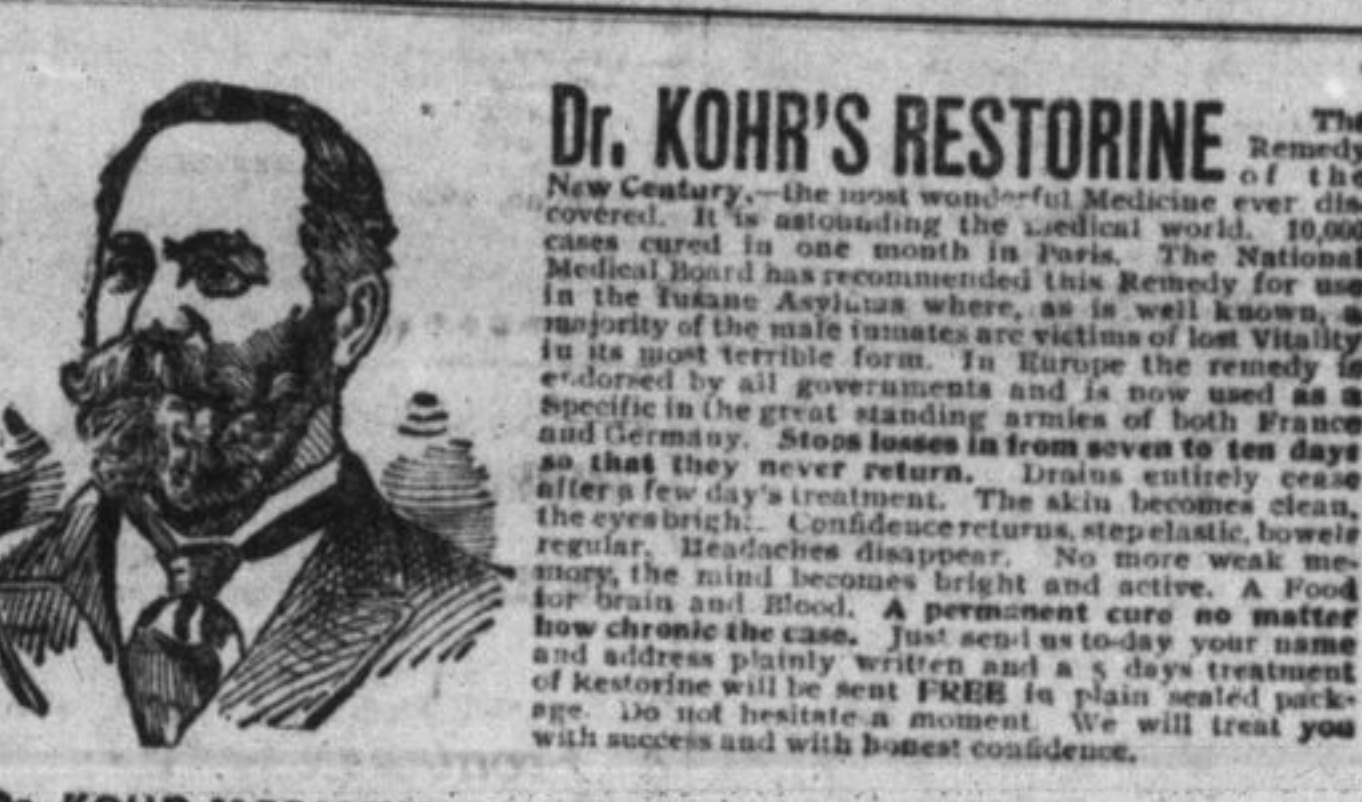 Dr. KOHR'S RESTORINE The
Remedy
of the
New Century,—the most wonderful Medicine ever dis
covered. It is astounding the medical world. 10,000
cases cured in one month in Paris. The National
Medical Board has recommended this Remedy for use
in the Insane Asylums where, as is well known, a
majority of the male inmates are victims of lost Vitality
in its most terrible form. In Europe the remedy is
endorsed by all governments and is now used as a
Specific in the great standing armies of both France
and Germany. Stops losses in from seven to ten days
so that they never return. Drains entirely cease
after a few day's treatment. The skin becomes clean,
the eyes bright. Confidence returns, step elastic, bowels
regular. Headaches disappear. No more weak me-
mory, the mind becomes bright and active. A Food
for brain and Blood. A permanent cure no matter
how chronic the case. Just send us to-day your name
and address plainly written and a 5 days treatment
of Restorine will be sent FREE in plain sealed pack-
age. Do not hesitate a moment. We will treat you
with success and with honest confidence.
Dr. KOHR